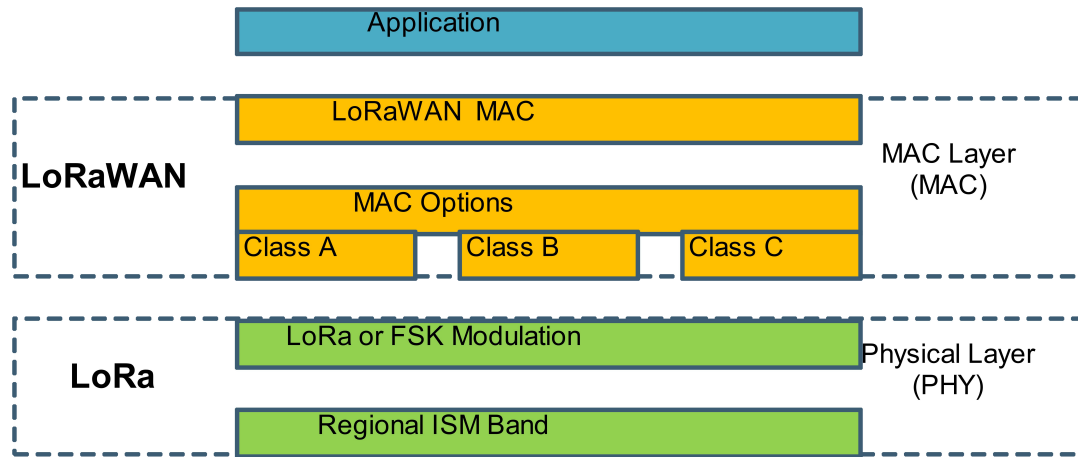 Application
LoRaWAN  MAC
LoRaWAN
MAC Layer
(MAC)
MAC Options
Class A
Class B
Class C
LoRa or FSK Modulation
LoRa
Physical Layer
(PHY)
Regional ISM Band